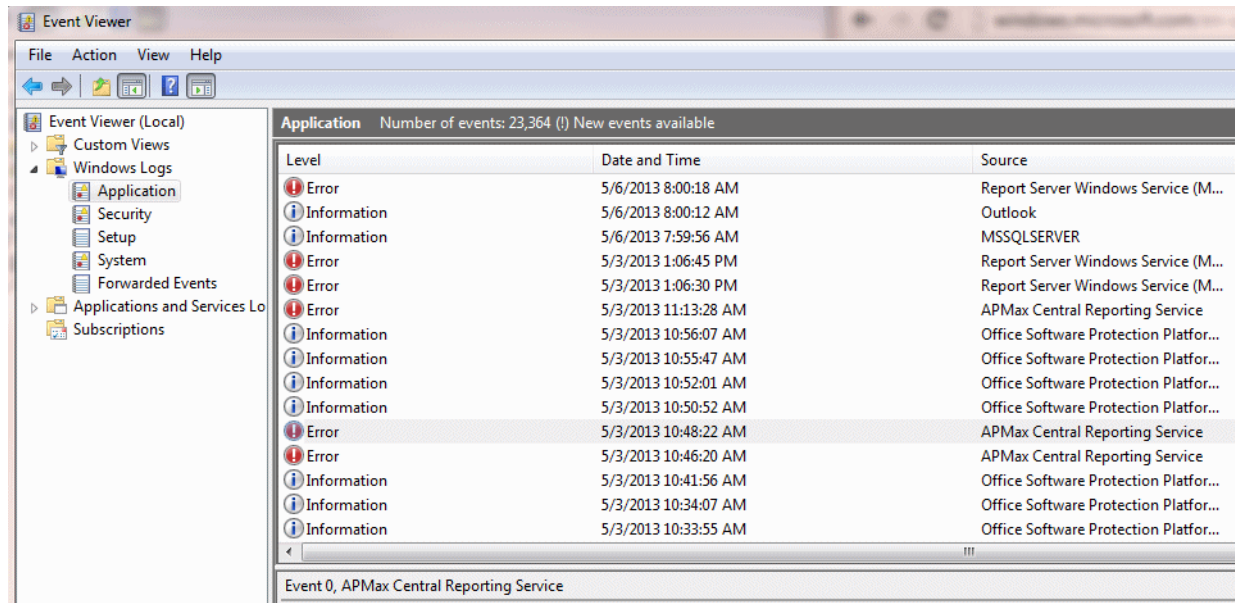 Event Viewer
File Action View Help
Event Viewer (Local)
Custom Views
Windows Logs
Application
Security
Setup
System
Forwarded Events
Applications and Services Lo
Subscriptions
Application Number of events: 23,364 (!) New events available
Level Date and Time Source
Error 5/6/2013 8:00:18 AM Report Server Windows Service (M...
Information 5/6/2013 8:00:12 AM Outlook
Information 5/6/2013 7:59:56 AM MSSQLSERVER
Error 5/3/2013 1:06:45 PM Report Server Windows Service (M...
Error 5/3/2013 1:06:30 PM Report Server Windows Service (M...
Error 5/3/2013 11:13:28 AM APMax Central Reporting Service
Information 5/3/2013 10:56:07 AM Office Software Protection Platfor...
Information 5/3/2013 10:55:47 AM Office Software Protection Platfor...
Information 5/3/2013 10:52:01 AM Office Software Protection Platfor...
Information 5/3/2013 10:50:52 AM Office Software Protection Platfor...
Error 5/3/2013 10:48:22 AM APMax Central Reporting Service
Error 5/3/2013 10:46:20 AM APMax Central Reporting Service
Information 5/3/2013 10:41:56 AM Office Software Protection Platfor...
Information 5/3/2013 10:34:07 AM Office Software Protection Platfor...
Information 5/3/2013 10:33:55 AM Office Software Protection Platfor...
Event 0, APMax Central Reporting Service